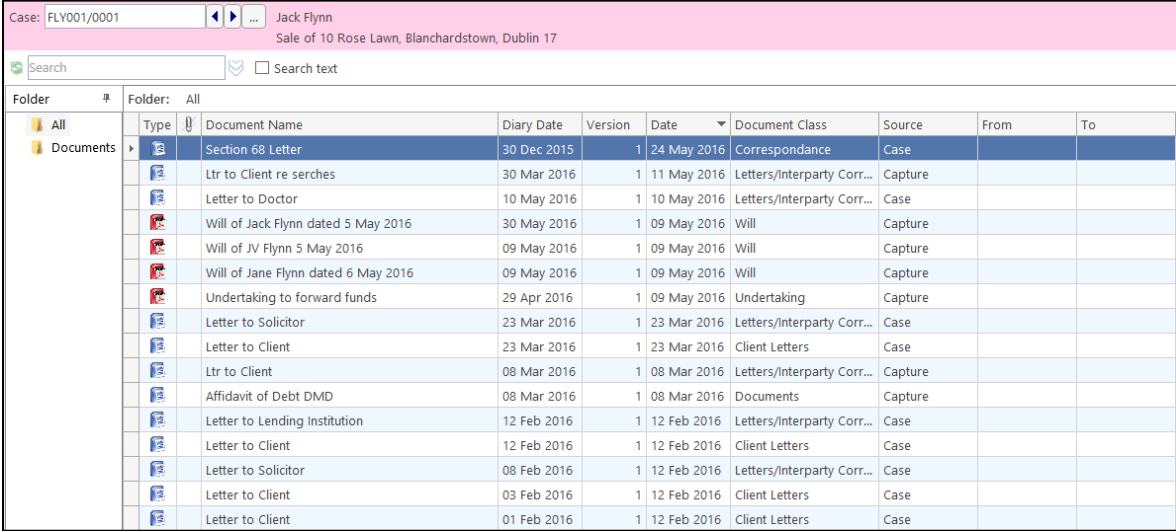 Case: FLY001/0001 ... Jack Flynn
Sale of 10 Rose Lawn, Blanchardstown, Dublin 17
Search Search text
Folder Folder: All
All Type Document Name Diary Date Version Date Document Class Source From To
Documents Section 68 Letter 30 Dec 2015 1 24 May 2016 Correspondance Case
Ltr to Client re serches 30 Mar 2016 1 11 May 2016 Letters/Interparty Corr... Capture
Letter to Doctor 10 May 2016 1 10 May 2016 Letters/Interparty Corr... Case
Will of Jack Flynn dated 5 May 2016 30 May 2016 1 09 May 2016 Will Capture
Will of JV Flynn 5 May 2016 09 May 2016 1 09 May 2016 Will Capture
Will of Jane Flynn dated 6 May 2016 09 May 2016 1 09 May 2016 Will Capture
Undertaking to forward funds 29 Apr 2016 1 09 May 2016 Undertaking Capture
Letter to Solicitor 23 Mar 2016 1 23 Mar 2016 Letters/Interparty Corr... Case
Letter to Client 23 Mar 2016 1 23 Mar 2016 Client Letters Case
Ltr to Client 08 Mar 2016 1 08 Mar 2016 Letters/Interparty Corr... Capture
Affidavit of Debt DMD 08 Mar 2016 1 08 Mar 2016 Documents Capture
Letter to Lending Institution 12 Feb 2016 1 12 Feb 2016 Letters/Interparty Corr... Case
Letter to Client 12 Feb 2016 1 12 Feb 2016 Client Letters Case
Letter to Solicitor 08 Feb 2016 1 12 Feb 2016 Letters/Interparty Corr... Case
Letter to Client 03 Feb 2016 1 12 Feb 2016 Client Letters Case
Letter to Client 01 Feb 2016 1 12 Feb 2016 Client Letters Case